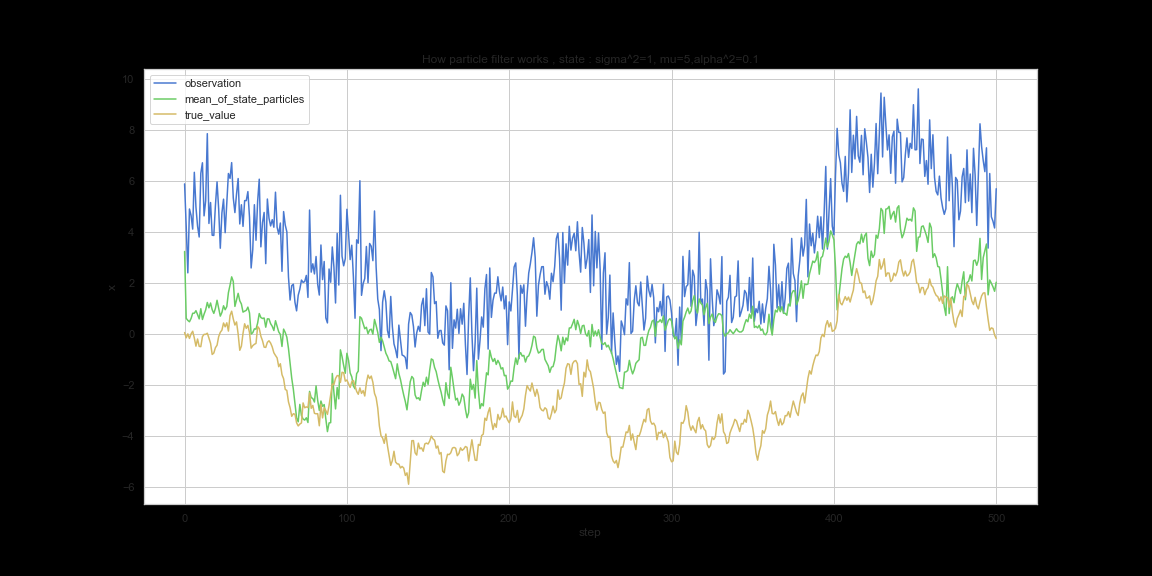 How particle filter works , state : sigma^2=1, mu=5,alpha^2=0.1
observation
mean_of_state_particles
true_value
10
8
6
4
2
0
−2
−4
−6
x
0 100 200 300 400 500
step